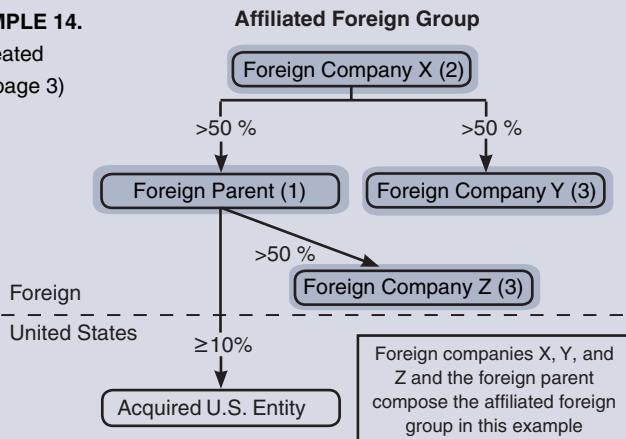 MPLE 14.
eated
page 3)
Affiliated Foreign Group
Foreign Company X (2)
>50 %
>50 %
Foreign Parent (1)
Foreign Company Y (3)
>50 %
Foreign Company Z (3)
Foreign
United States
≥10%
Acquired U.S. Entity
Foreign companies X, Y, and
Z and the foreign parent
compose the affiliated foreign
group in this example